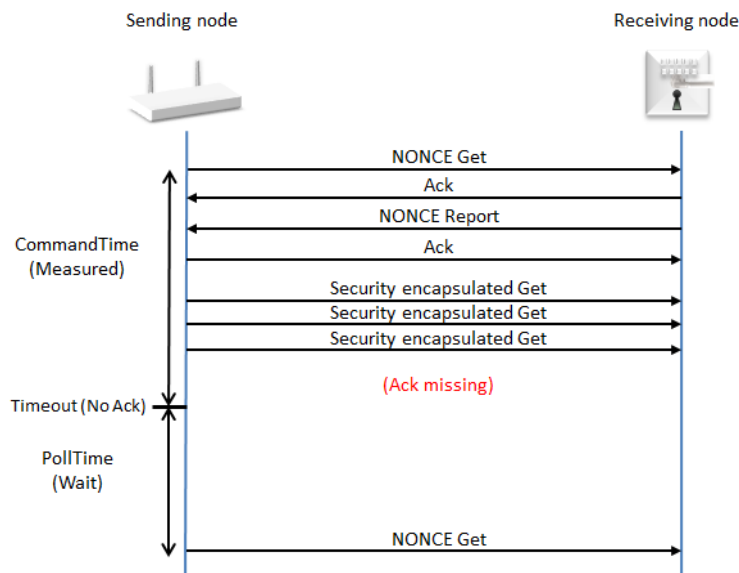 Sending node
Receiving node
NONCE Get
Ack
NONCE Report
CommandTime
(Measured)
Ack
Security encapsulated Get
Security encapsulated Get
Security encapsulated Get
(Ack missing)
Timeout (No Ack)
PollTime
(Wait)
NONCE Get